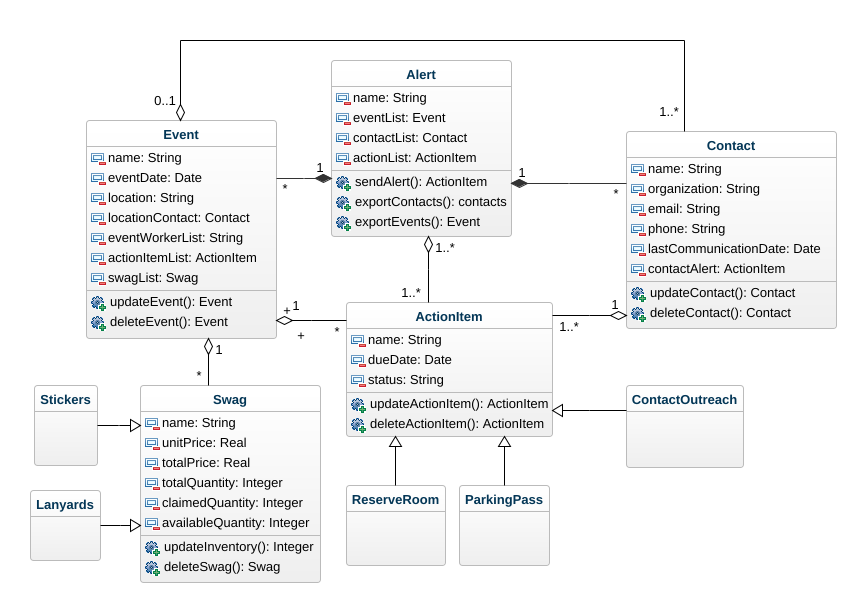 Alert
name: String
eventList: Event
contactList: Contact
actionList: ActionItem
sendAlert(): ActionItem
exportContacts(): contacts
exportEvents(): Event
0..1
1..*
1
*
1
*
1..*
1..*
Event
name: String
eventDate: Date
location: String
locationContact: Contact
eventWorkerList: String
actionItemList: ActionItem
swagList: Swag
updateEvent(): Event
deleteEvent(): Event
Contact
name: String
organization: String
email: String
phone: String
lastCommunicationDate: Date
contactAlert: ActionItem
updateContact(): Contact
deleteContact(): Contact
+ 1
+
*
1
1..*
1
*
ActionItem
name: String
dueDate: Date
status: String
updateActionItem(): ActionItem
deleteActionItem(): ActionItem
Stickers
Swag
name: String
unitPrice: Real
totalPrice: Real
totalQuantity: Integer
claimedQuantity: Integer
availableQuantity: Integer
updateInventory(): Integer
deleteSwag(): Swag
Lanyards
ContactOutreach
ReserveRoom
ParkingPass